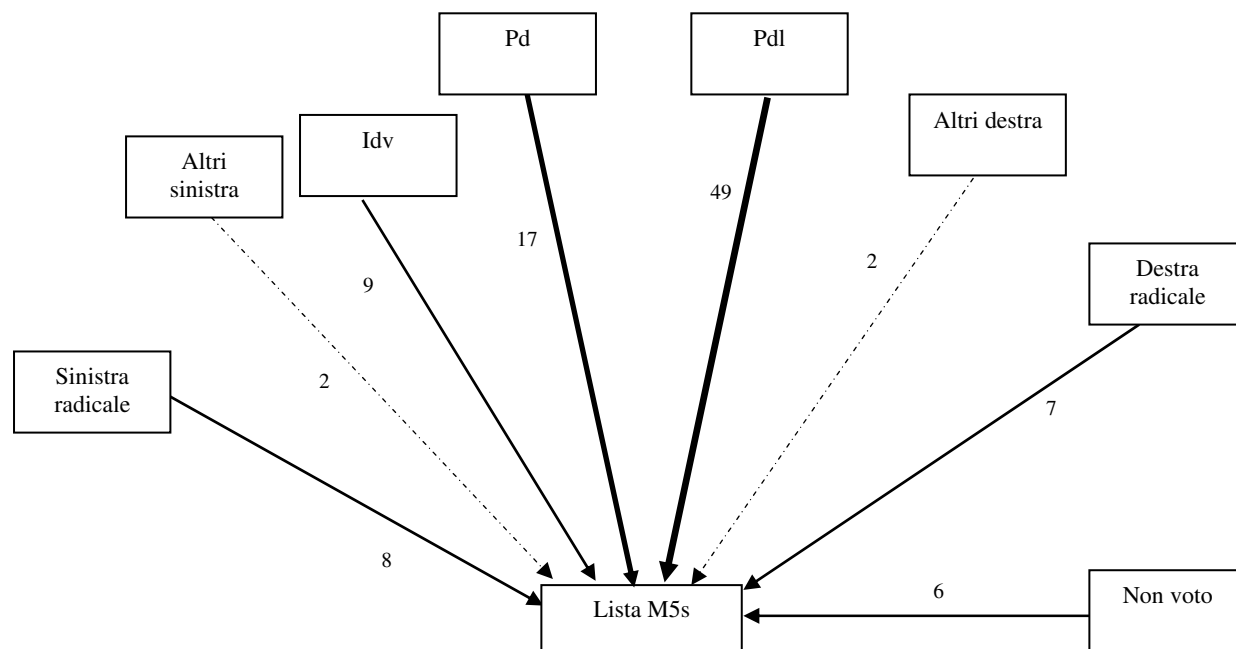 Pd
Pdl
Altri destra
Idv
Altri
sinistra
49
17
2
9
Destra
radicale
Sinistra
radicale
2
7
8
6
Non voto
Lista M5s